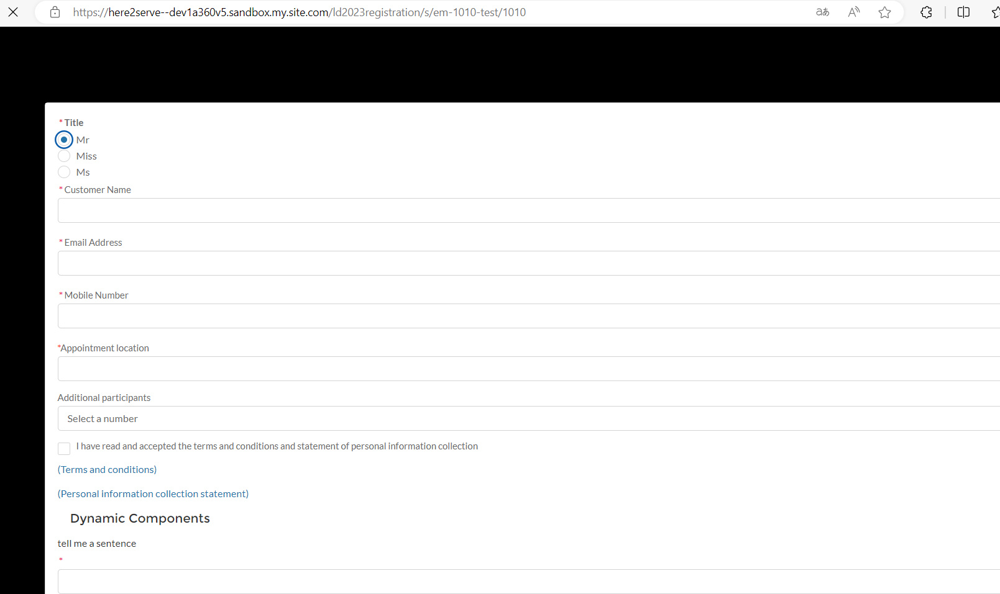 https://here2serve--dev1a360v5.sandbox.my.site.com/ld2023registration/s/em-1010-test/1010
* Title
Mr
Miss
Ms
* Customer Name
* Email Address
* Mobile Number
*Appointment location
Additional participants
Select a number
I have read and accepted the terms and conditions and statement of personal information collection
(Terms and conditions)
(Personal information collection statement)
Dynamic Components
tell me a sentence
*